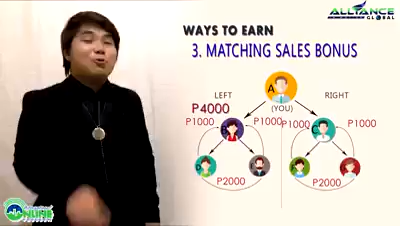 ALLIANCE
GLOBAL
WAYS TO EARN
3. MATCHING SALES BONUS
LEFT
RIGHT
A
(YOU)
P4000
P1000
P1000
P1000
P1000
C
P2000
P2000
ONLINE